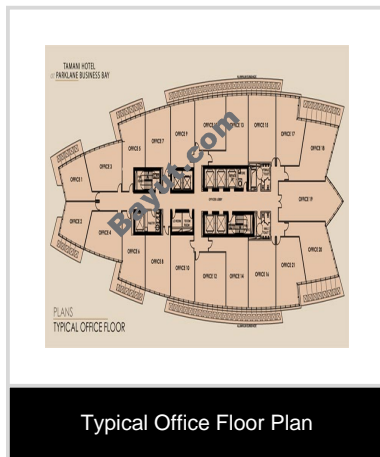 TAMANI HOTEL
at PARKLANE BUSINESS BAY
OFFICE 1
OFFICE 3
OFFICE 5
OFFICE 7
OFFICE 9
OFFICE 13
OFFICE 15
OFFICE 17
OFFICE 18
OFFICE 19
OFFICE LOBBY
OFFICE 2
OFFICE 4
OFFICE 6
OFFICE 8
OFFICE 10
OFFICE 12
OFFICE 14
OFFICE 16
OFFICE 21
OFFICE 20
Bayut.com
PLANS
TYPICAL OFFICE FLOOR
Typical Office Floor Plan